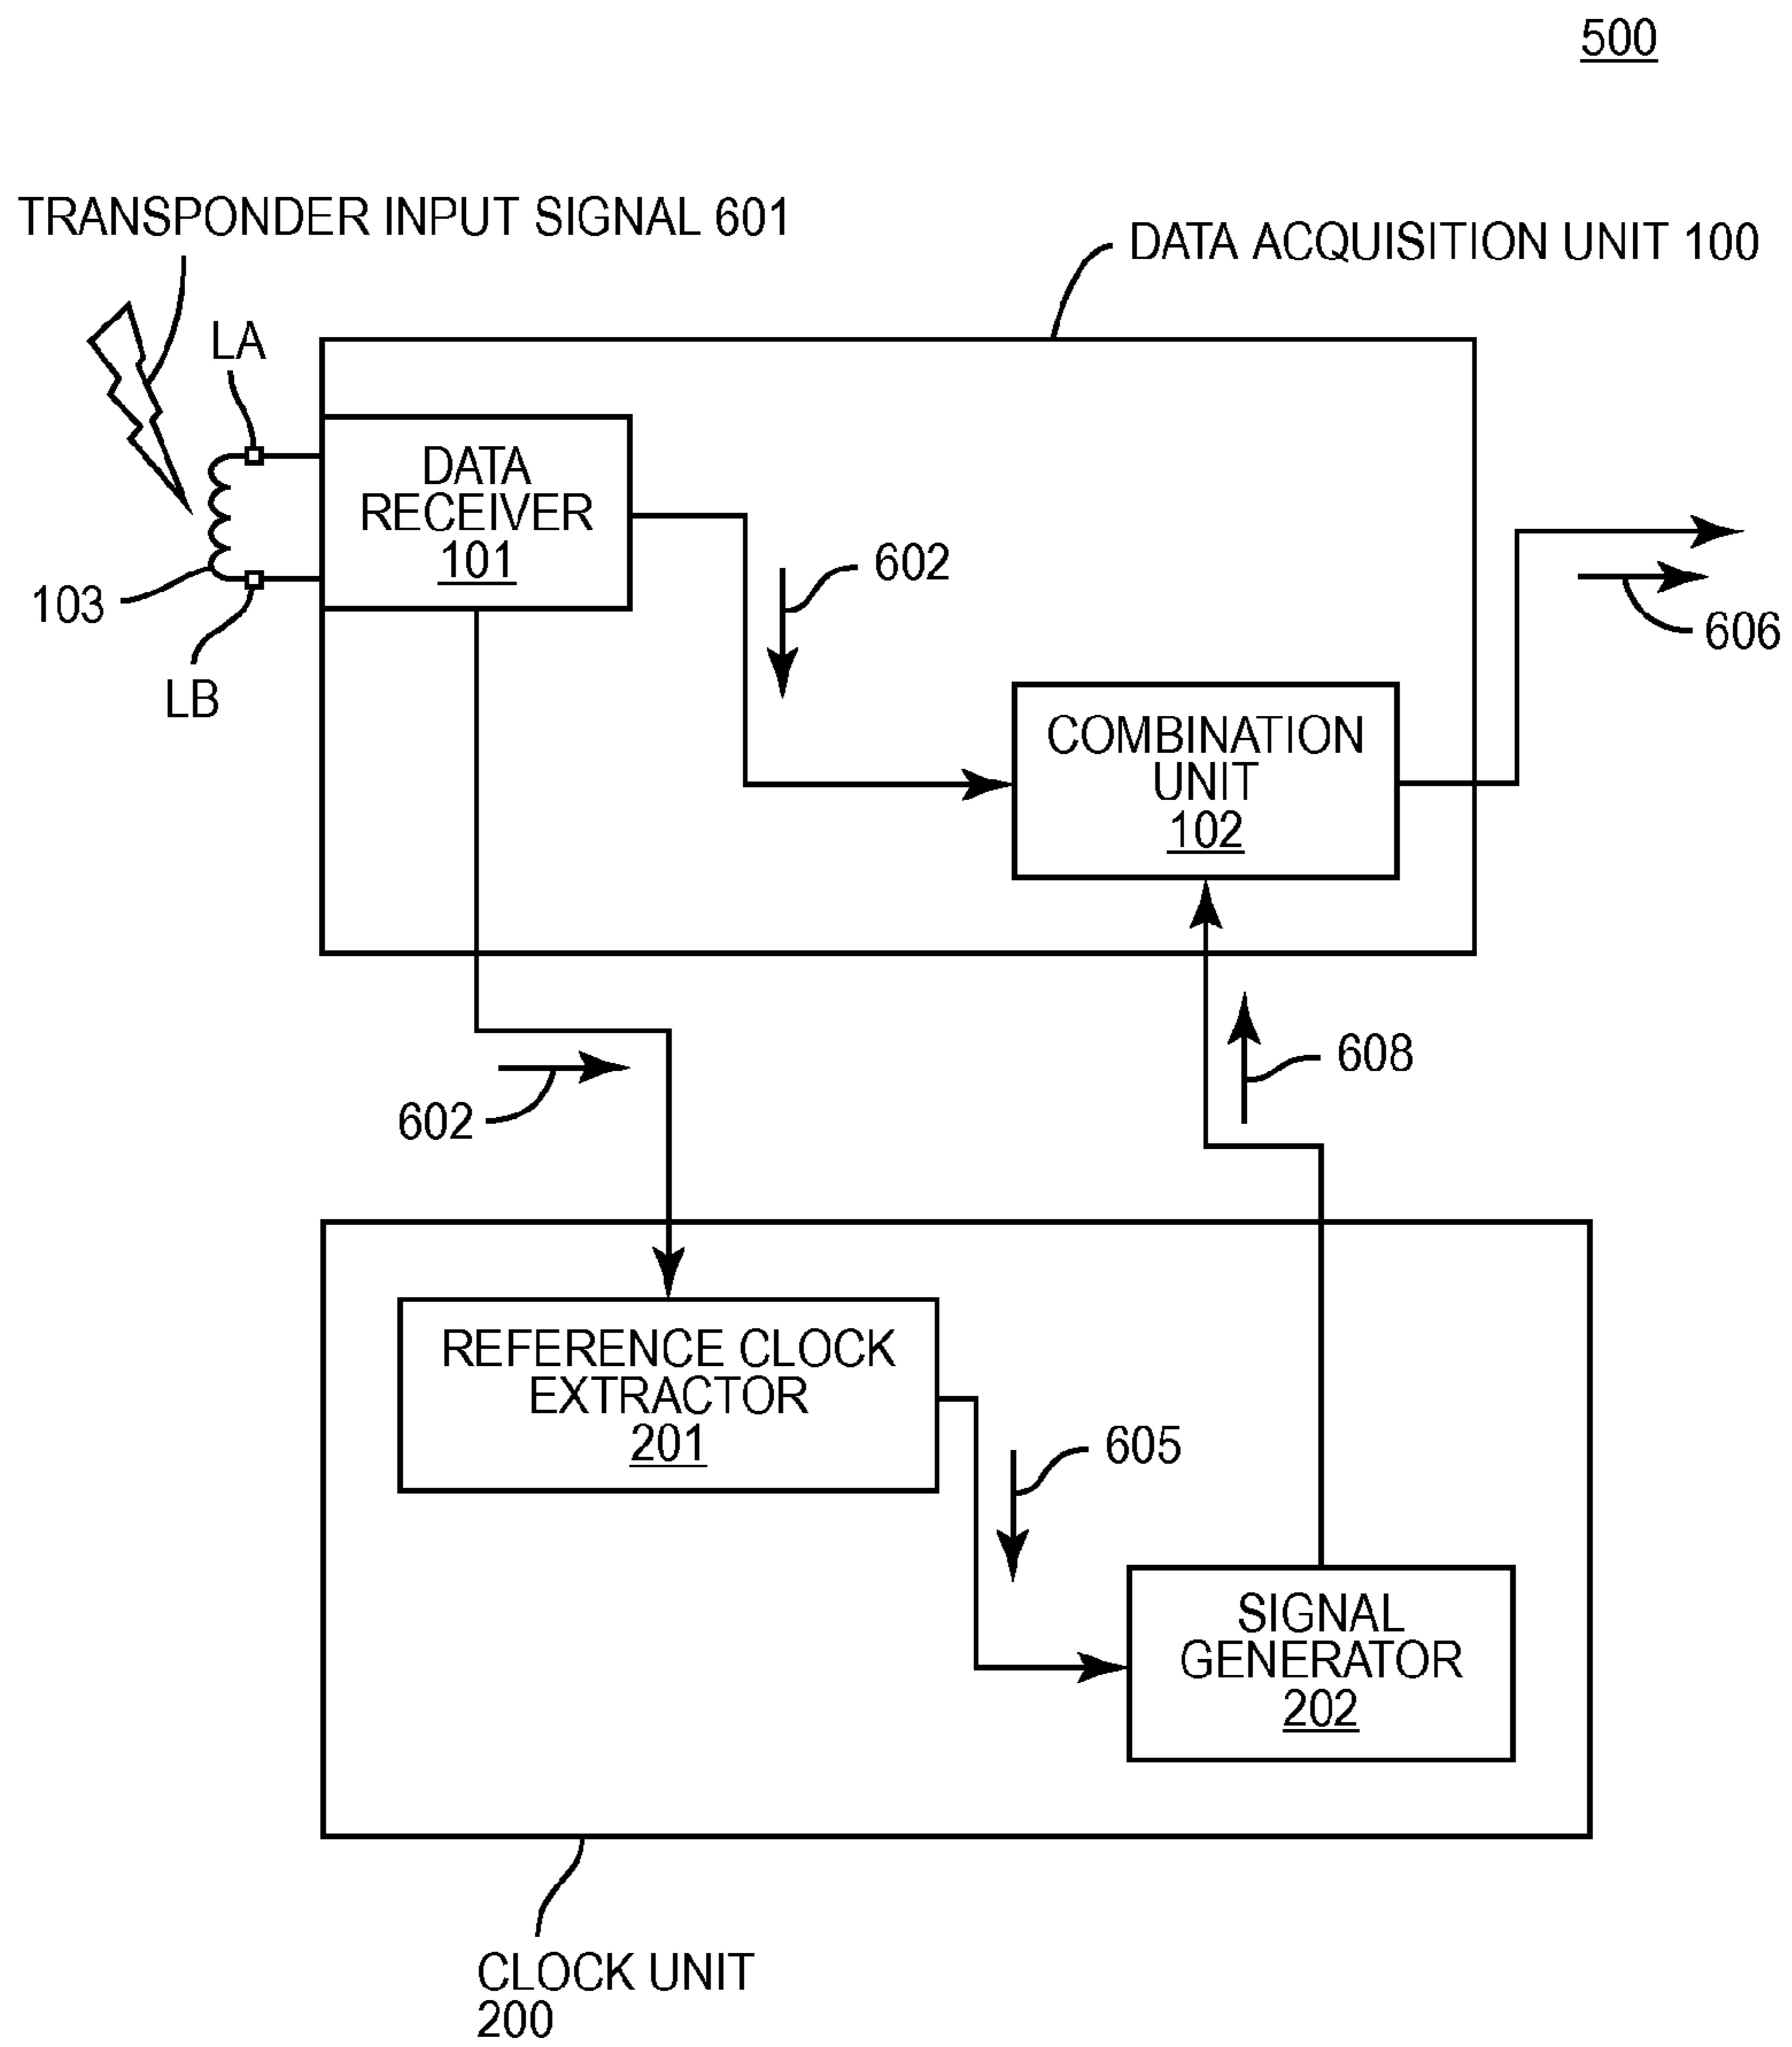 500
TRANSPONDER INPUT SIGNAL 601
DATA ACQUISITION UNIT 100
LA
DATA
RECEIVER
101
602
103
606
LB
COMBINATION
UNIT
102
608
602
REFERENCE CLOCK
EXTRACTOR
201
605
SIGNAL
GENERATOR
202
CLOCK UNIT
200